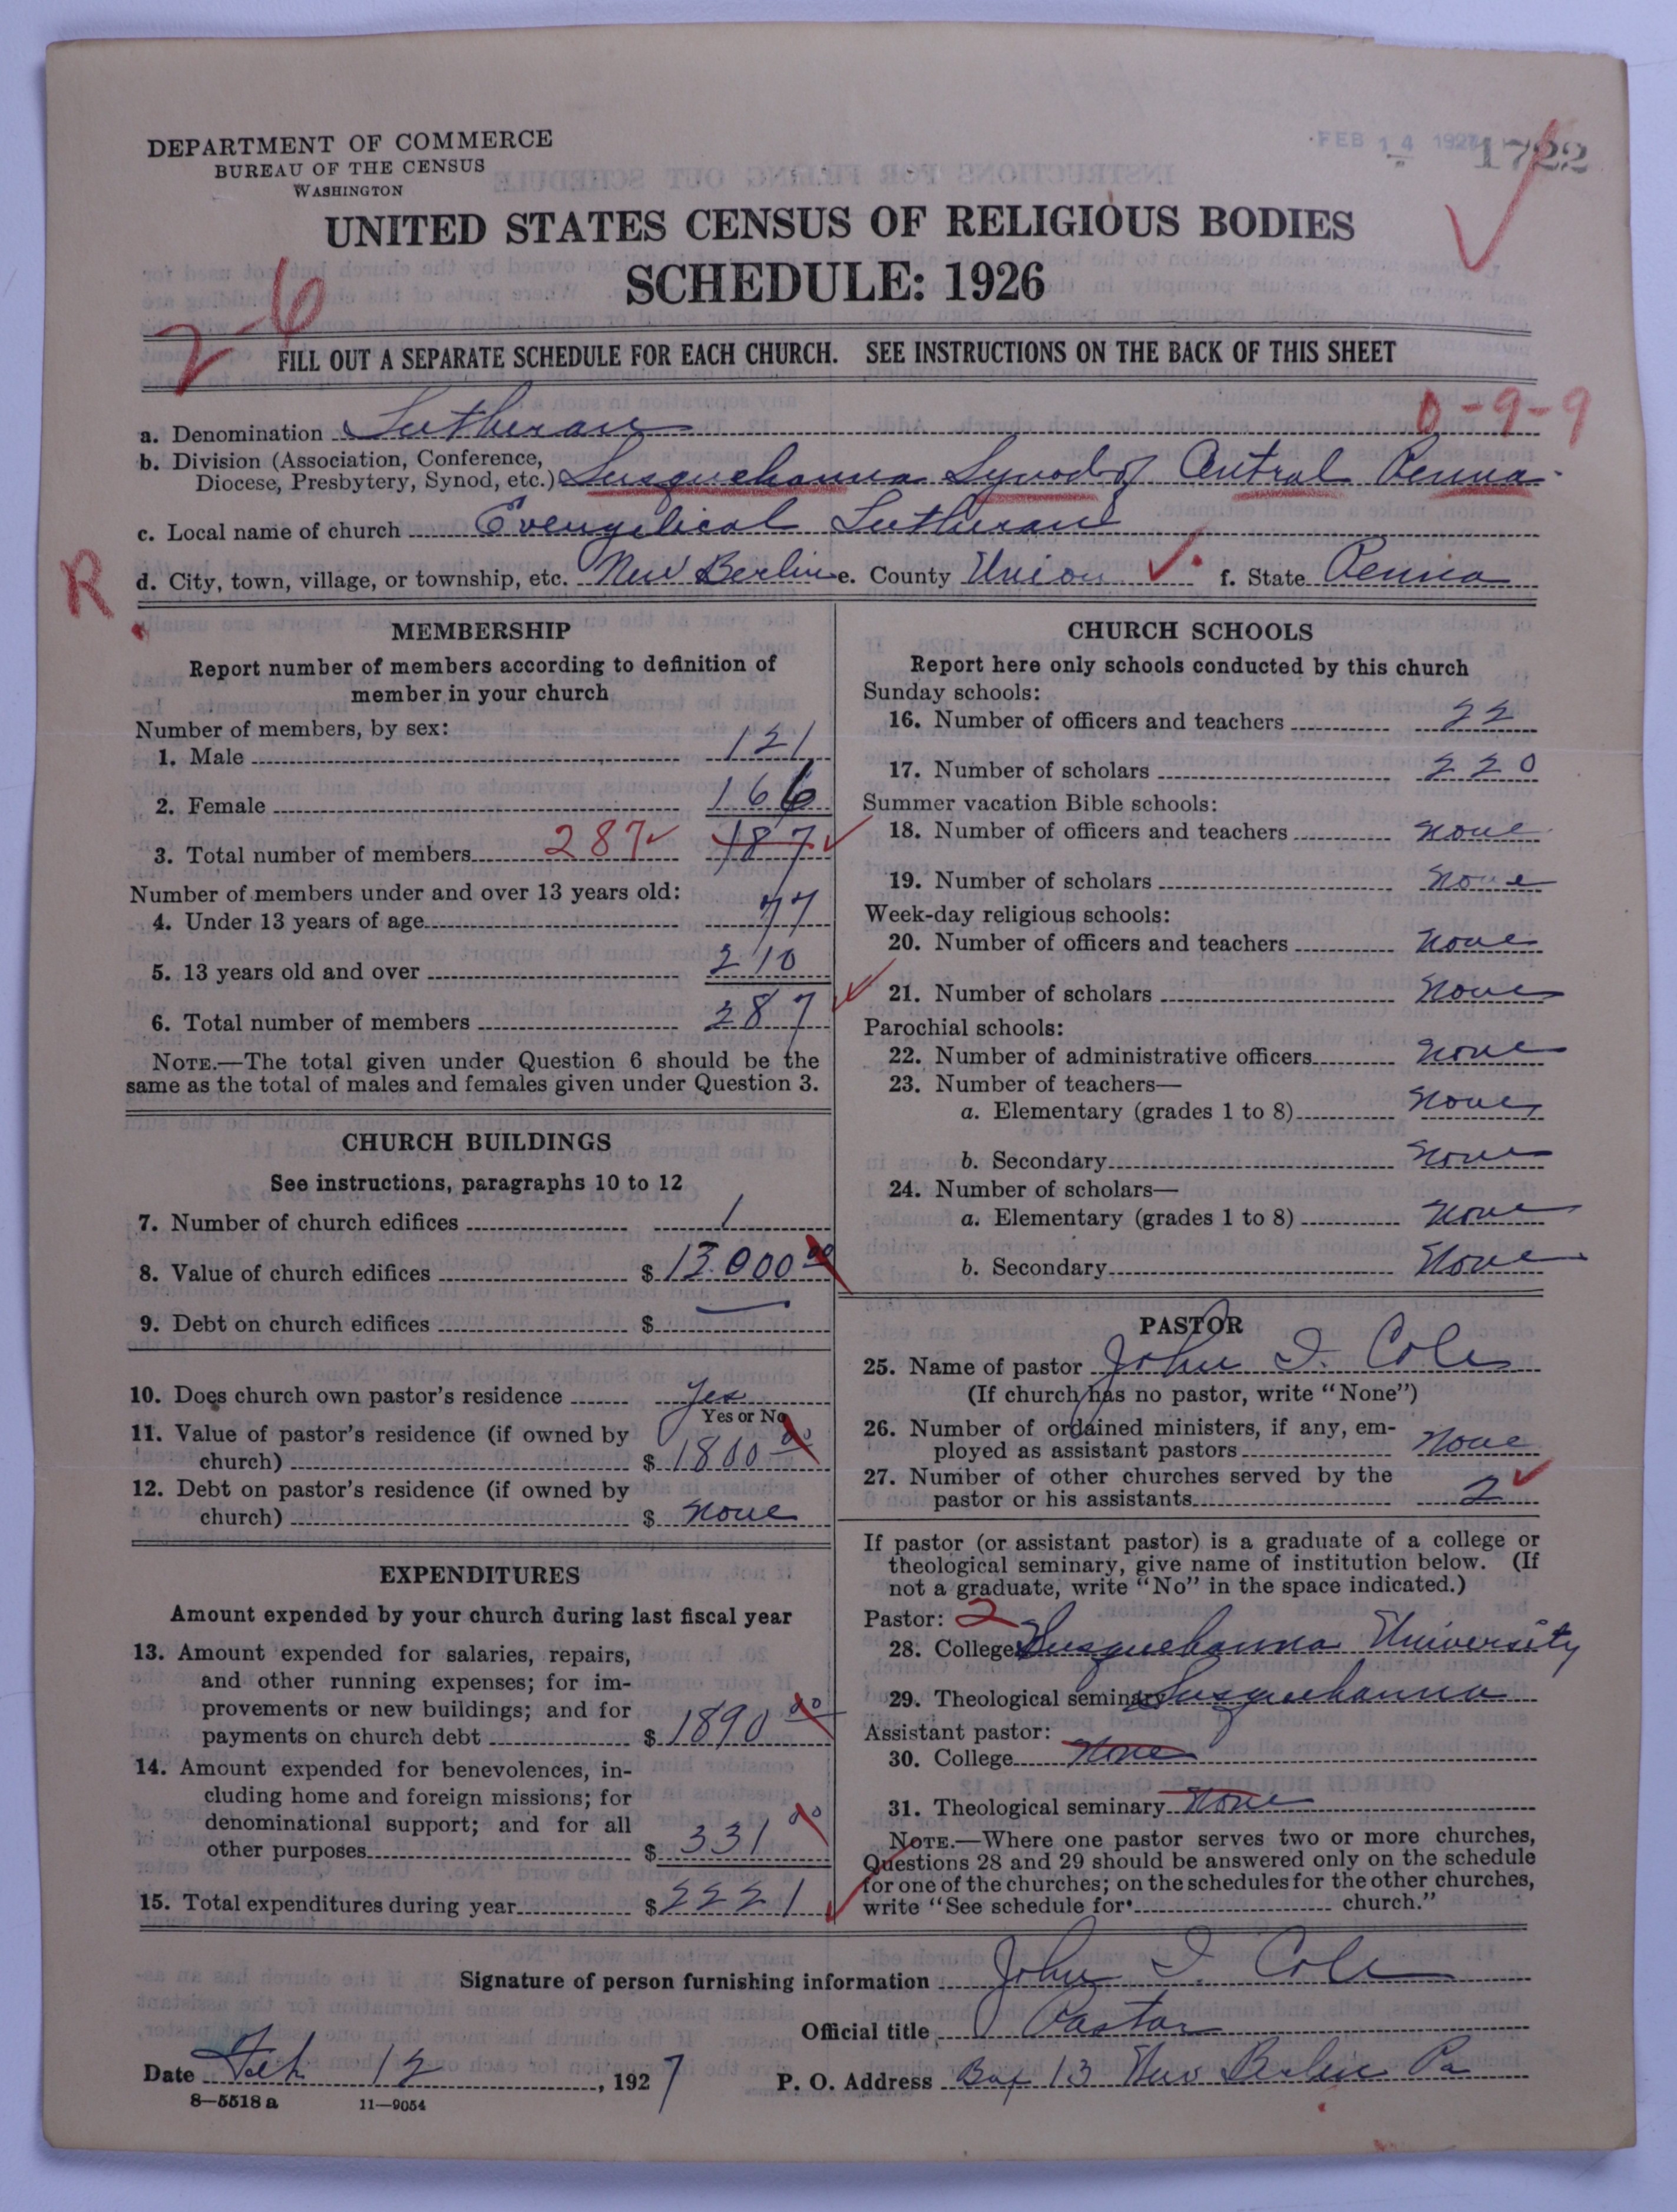 DEPARTMENT OF COMMERCE
BUREAU OF THE CENSUS
WASHINGTON
FEB 14 1927
1722
UNITED STATES CENSUS OF RELIGIOUS BODIES
SCHEDULE: 1926
2-6
FILL OUT A SEPARATE SCHEDULE FOR EACH CHURCH. SEE INSTRUCTIONS ON THE BACK OF THIS SHEET
0-9-9
a. Denomination Lutheran
b. Division (Association, Conference, Diocese, Presbytery, Synod, etc.) Susquehanna Synod of Central Penna.
c. Local name of church Evengelical Lutheran
R
d. City, town, village, or township, etc. New Berlin e. County Union f. State Penna
MEMBERSHIP
Report number of members according to definition of
member in your church
Number of members, by sex:
1. Male 121
2. Female 166
3. Total number of members 287 187
Number of members under and over 13 years old:
4. Under 13 years of age 77
5. 13 years old and over 210
6. Total number of members 287
NOTE.—The total given under Question 6 should be the
same as the total of males and females given under Question 3.
CHURCH BUILDINGS
See instructions, paragraphs 10 to 12
7. Number of church edifices 1
8. Value of church edifices $ 13.000 00
9. Debt on church edifices $ —
10. Does church own pastor's residence Yes
Yes or No
11. Value of pastor's residence (if owned by
church) $ 1800 00
12. Debt on pastor's residence (if owned by
church) $ None
EXPENDITURES
Amount expended by your church during last fiscal year
13. Amount expended for salaries, repairs,
and other running expenses; for im-
provements or new buildings; and for
payments on church debt $ 1890 00
14. Amount expended for benevolences, in-
cluding home and foreign missions; for
denominational support; and for all
other purposes $ 331 00
15. Total expenditures during year $ 2221
CHURCH SCHOOLS
Report here only schools conducted by this church
Sunday schools:
16. Number of officers and teachers 22
17. Number of scholars 220
Summer vacation Bible schools:
18. Number of officers and teachers None
19. Number of scholars None
Week-day religious schools:
20. Number of officers and teachers None
21. Number of scholars None
Parochial schools:
22. Number of administrative officers None
23. Number of teachers—
a. Elementary (grades 1 to 8) None
b. Secondary None
24. Number of scholars—
a. Elementary (grades 1 to 8) None
b. Secondary None
PASTOR
25. Name of pastor John I. Cole
(If church has no pastor, write "None")
26. Number of ordained ministers, if any, em-
ployed as assistant pastors None
27. Number of other churches served by the
pastor or his assistants 2
If pastor (or assistant pastor) is a graduate of a college or
theological seminary, give name of institution below. (If
not a graduate, write "No" in the space indicated.)
Pastor: 2
28. College Susquehanna University
29. Theological seminary Susquehanna
Assistant pastor:
30. College None
31. Theological seminary None
NOTE.—Where one pastor serves two or more churches,
Questions 28 and 29 should be answered only on the schedule
for one of the churches; on the schedules for the other churches,
write "See schedule for church."
Signature of person furnishing information John I. Cole
Official title Pastor
Date Feb 12, 1927 P. O. Address Box 13 New Berlin Pa
8—5518 a 11—9054